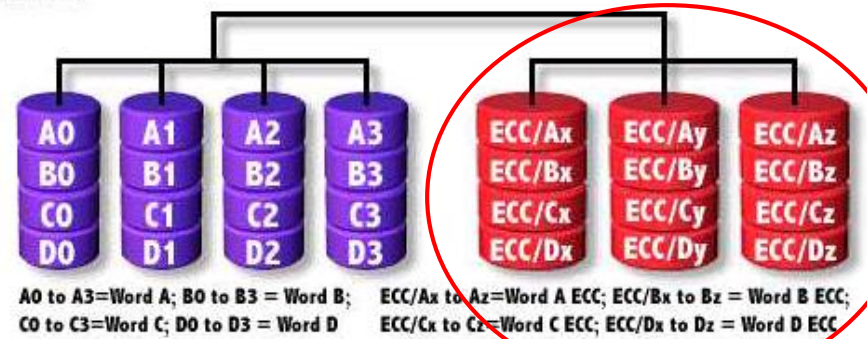 A0 A1 A2 A3 ECC/Ax ECC/Ay ECC/Az
B0 B1 B2 B3 ECC/Bx ECC/By ECC/Bz
C0 C1 C2 C3 ECC/Cx ECC/Cy ECC/Cz
D0 D1 D2 D3 ECC/Dx ECC/Dy ECC/Dz
A0 to A3=Word A; B0 to B3 = Word B; ECC/Ax to Az=Word A ECC; ECC/Bx to Bz = Word B ECC;
C0 to C3=Word C; D0 to D3 = Word D ECC/Cx to Cz=Word C ECC; ECC/Dx to Dz = Word D ECC